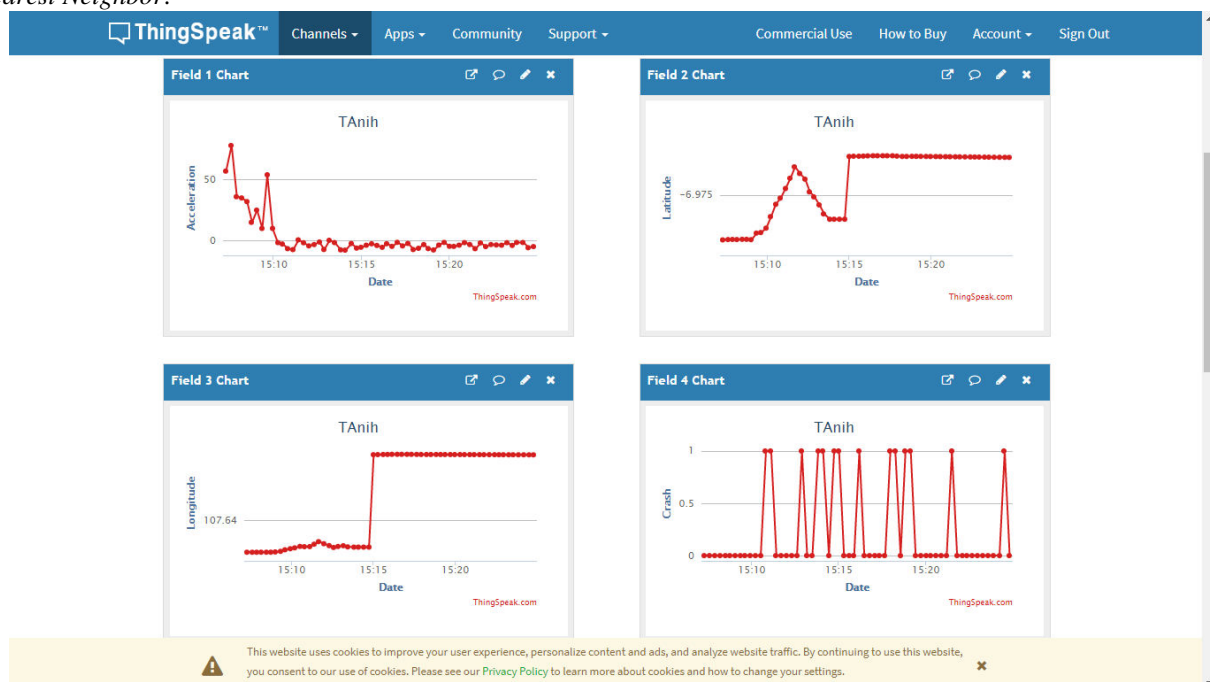 arest Neighbor.
ThingSpeak™ Channels Apps Community Support Commercial Use How to Buy Account Sign Out
Field 1 Chart
TAnih
50
0
Acceleration
15:10 15:15 15:20
Date
ThingSpeak.com
Field 2 Chart
TAnih
-6.975
Latitude
15:10 15:15 15:20
Date
ThingSpeak.com
Field 3 Chart
TAnih
107.64
Longitude
15:10 15:15 15:20
Date
ThingSpeak.com
Field 4 Chart
TAnih
1
0.5
0
Crash
15:10 15:15 15:20
Date
ThingSpeak.com
This website uses cookies to improve your user experience, personalize content and ads, and analyze website traffic. By continuing to use this website,
you consent to our use of cookies. Please see our Privacy Policy to learn more about cookies and how to change your settings.